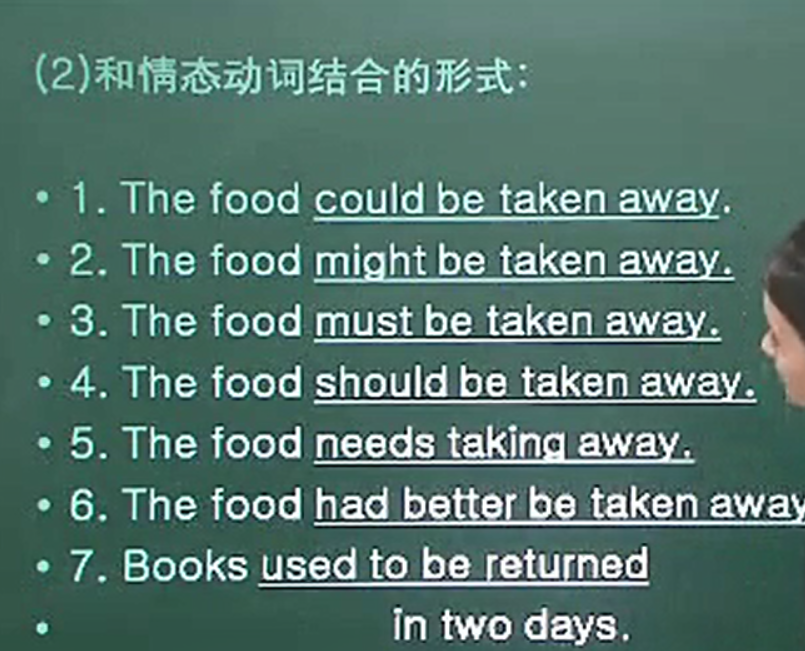 (2)和情态动词结合的形式:
• 1. The food could be taken away.
• 2. The food might be taken away.
• 3. The food must be taken away.
• 4. The food should be taken away.
• 5. The food needs taking away.
• 6. The food had better be taken away
• 7. Books used to be returned
• in two days.